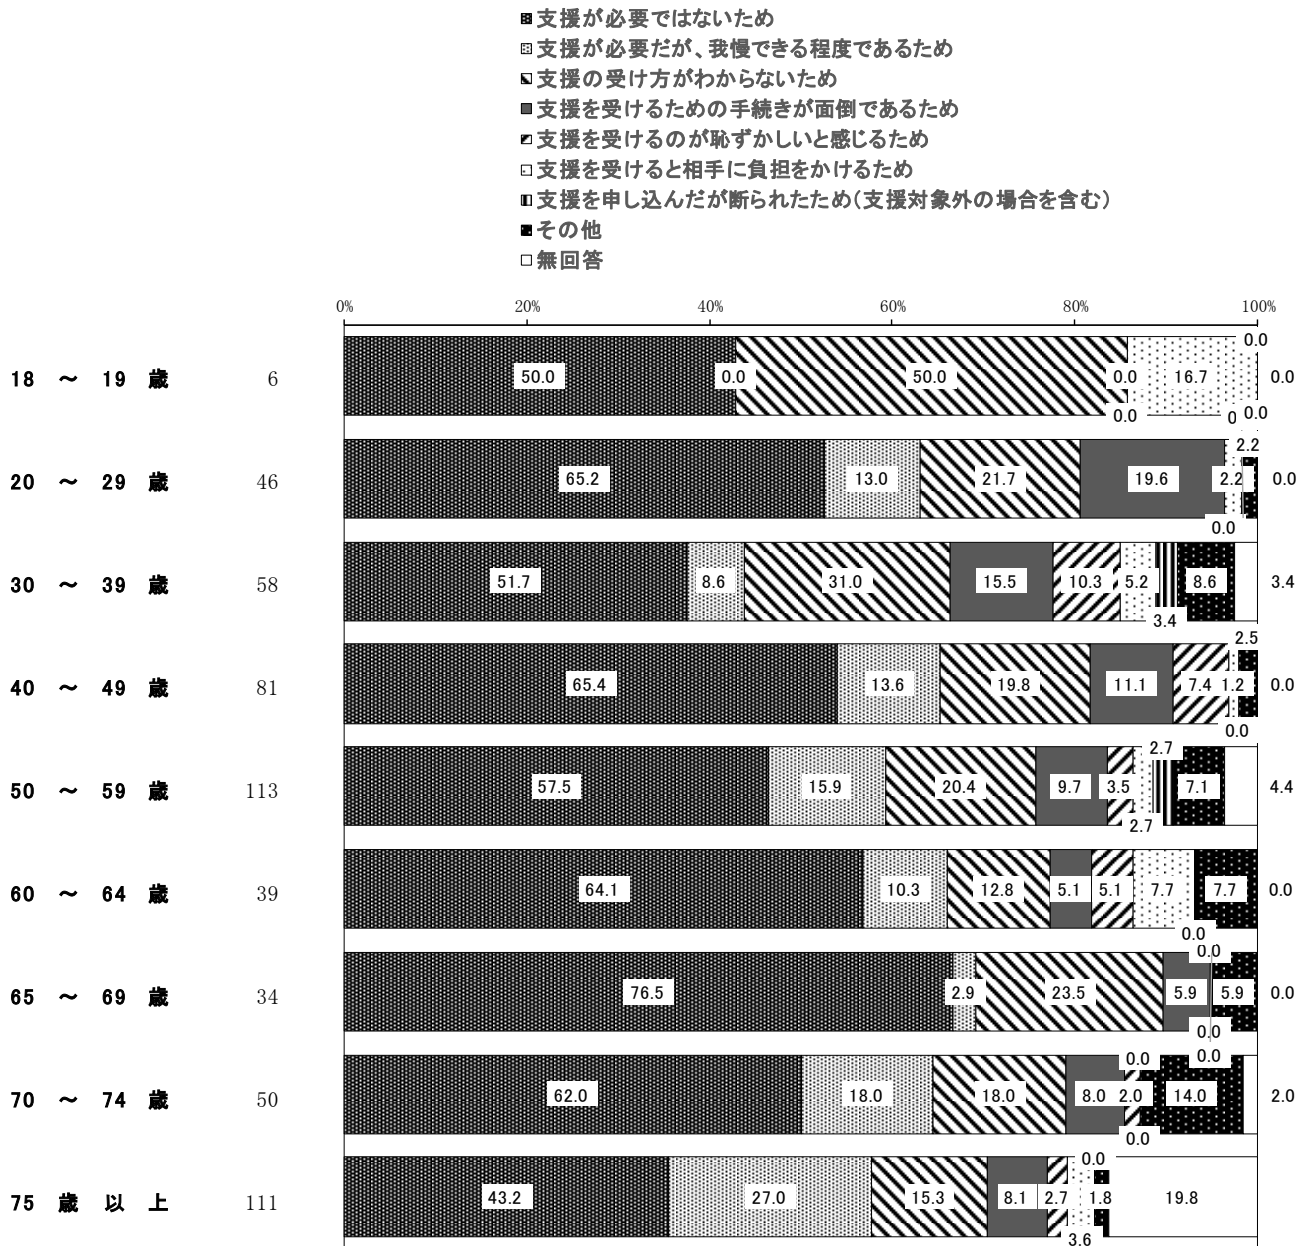 支援が必要ではないため
支援が必要だが、我慢できる程度であるため
支援の受け方がわからないため
支援を受けるための手続きが面倒であるため
支援を受けるのが恥ずかしいと感じるため
支援を受けると相手に負担をかけるため
支援を申し込んだが断られたため(支援対象外の場合を含む)
その他
無回答
0% 20% 40% 60% 80% 100%
0.0
18 ～ 19 歳 6 50.0 0.0 50.0 0.0 16.7 0.0
0.0 0.0
2.2
20 ～ 29 歳 46 65.2 13.0 21.7 19.6 2.2 0.0
0.0
30 ～ 39 歳 58 51.7 8.6 31.0 15.5 10.3 5.2 8.6 3.4
3.4
2.5
40 ～ 49 歳 81 65.4 13.6 19.8 11.1 7.4 1.2 0.0
0.0
2.7
50 ～ 59 歳 113 57.5 15.9 20.4 9.7 3.5 7.1 4.4
2.7
60 ～ 64 歳 39 64.1 10.3 12.8 5.1 5.1 7.7 7.7 0.0
0.0
0.0
65 ～ 69 歳 34 76.5 2.9 23.5 5.9 5.9 0.0
0.0
0.0 0.0
70 ～ 74 歳 50 62.0 18.0 18.0 8.0 2.0 14.0 2.0
0.0
0.0
75 歳 以 上 111 43.2 27.0 15.3 8.1 2.7 1.8 19.8
3.6